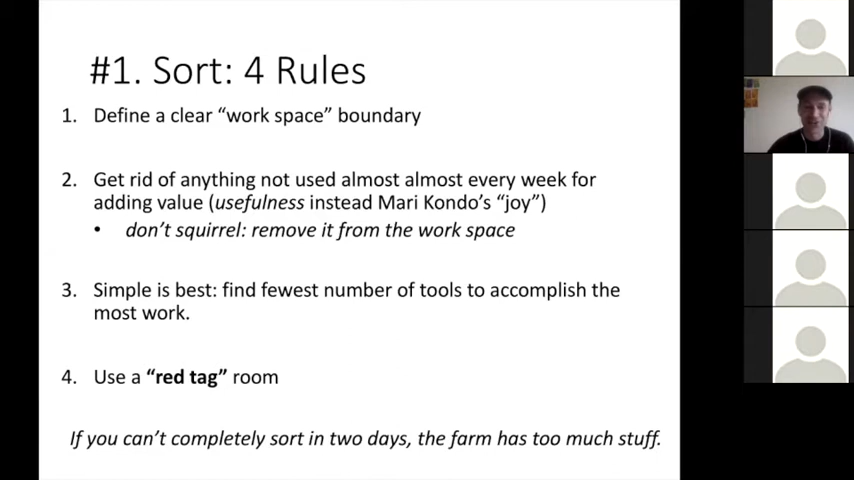 #1. Sort: 4 Rules
1. Define a clear “work space” boundary
2. Get rid of anything not used almost almost every week for
adding value (usefulness instead Mari Kondo’s “joy”)
• don’t squirrel: remove it from the work space
3. Simple is best: find fewest number of tools to accomplish the
most work.
4. Use a “red tag” room
If you can’t completely sort in two days, the farm has too much stuff.